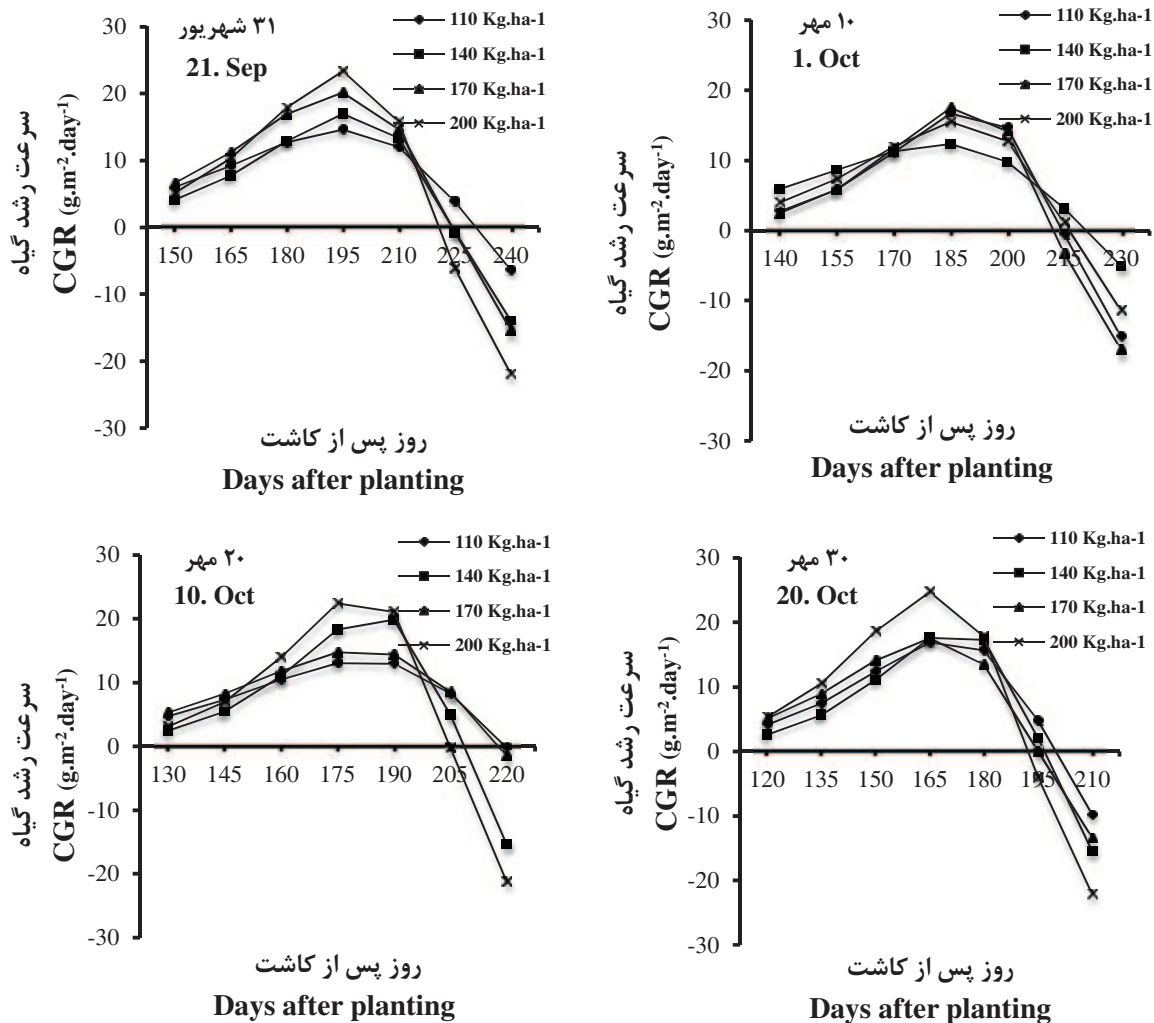 ۳۱ شهریور
21. Sep
110 Kg.ha-1
140 Kg.ha-1
170 Kg.ha-1
200 Kg.ha-1
30
20
10
0
-10
-20
-30
150 165 180 195 210 225 240
سرعت رشد گیاه
CGR (g.m-2.day-1)
روز پس از کاشت
Days after planting
۱۰ مهر
1. Oct
110 Kg.ha-1
140 Kg.ha-1
170 Kg.ha-1
200 Kg.ha-1
30
20
10
0
-10
-20
-30
140 155 170 185 200 215 230
سرعت رشد گیاه
CGR (g.m-2.day-1)
روز پس از کاشت
Days after planting
۲۰ مهر
10. Oct
110 Kg.ha-1
140 Kg.ha-1
170 Kg.ha-1
200 Kg.ha-1
30
20
10
0
-10
-20
-30
130 145 160 175 190 205 220
سرعت رشد گیاه
CGR (g.m-2.day-1)
روز پس از کاشت
Days after planting
۳۰ مهر
20. Oct
110 Kg.ha-1
140 Kg.ha-1
170 Kg.ha-1
200 Kg.ha-1
30
20
10
0
-10
-20
-30
120 135 150 165 180 195 210
سرعت رشد گیاه
CGR (g.m-2.day-1)
روز پس از کاشت
Days after planting